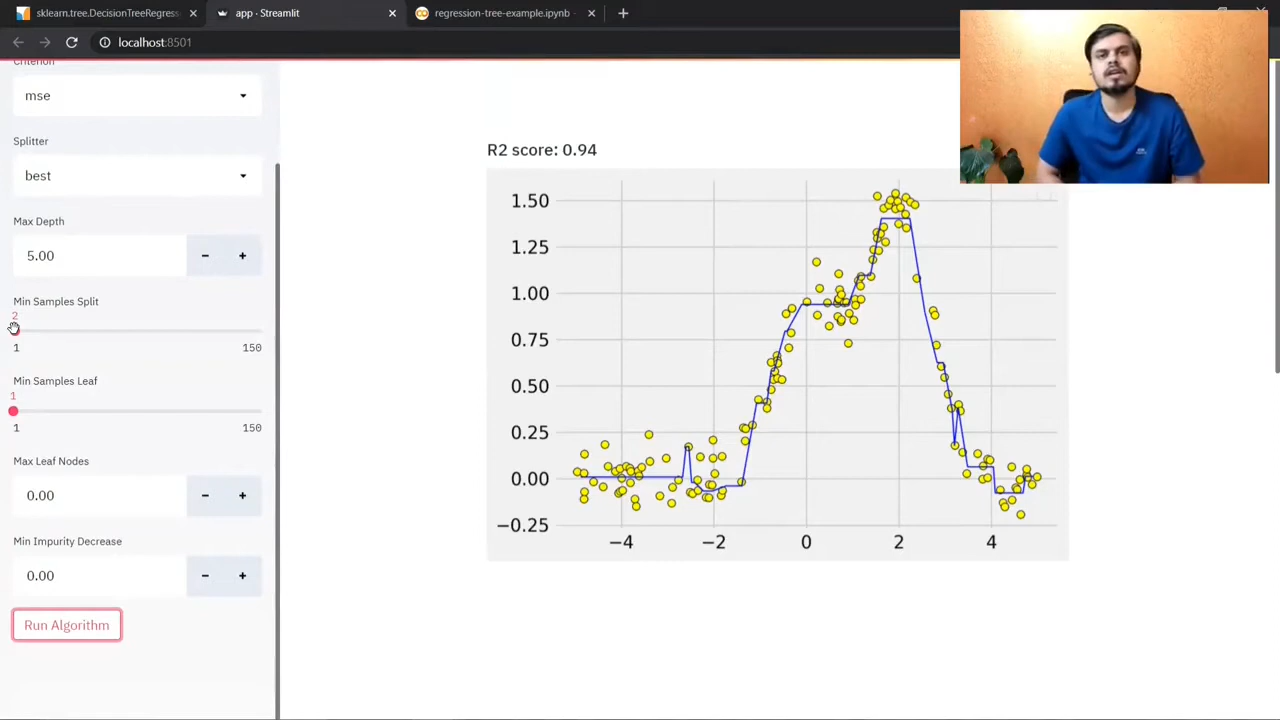 sklearn.tree.DecisionTreeRegress
app · Streamlit
regression-tree-example.ipynb
localhost:8501
Criterion
mse
Splitter
best
Max Depth
5.00
Min Samples Split
2
1 150
Min Samples Leaf
1
1 150
Max Leaf Nodes
0.00
Min Impurity Decrease
0.00
Run Algorithm
R2 score: 0.94
1.50
1.25
1.00
0.75
0.50
0.25
0.00
−0.25
−4 −2 0 2 4